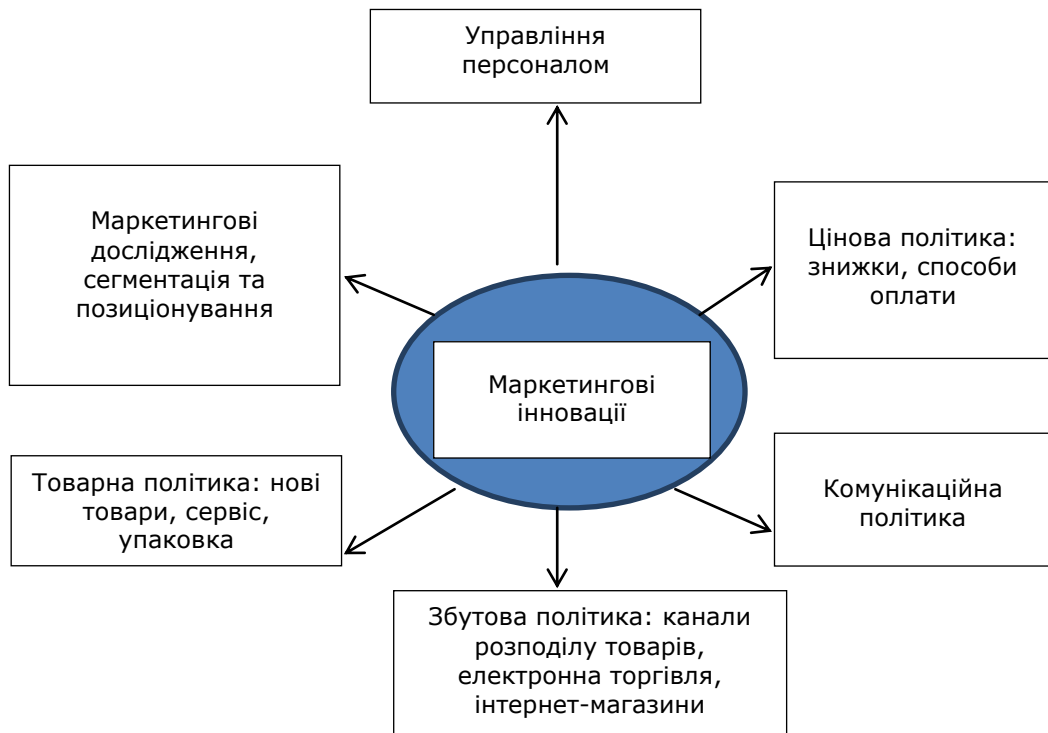 Управління
персоналом
Маркетингові
дослідження,
сегментація та
позиціонування
Цінова політика:
знижки, способи
оплати
Маркетингові
інновації
Товарна політика: нові
товари, сервіс,
упаковка
Комунікаційна
політика
Збутова політика: канали
розподілу товарів,
електронна торгівля,
інтернет-магазини